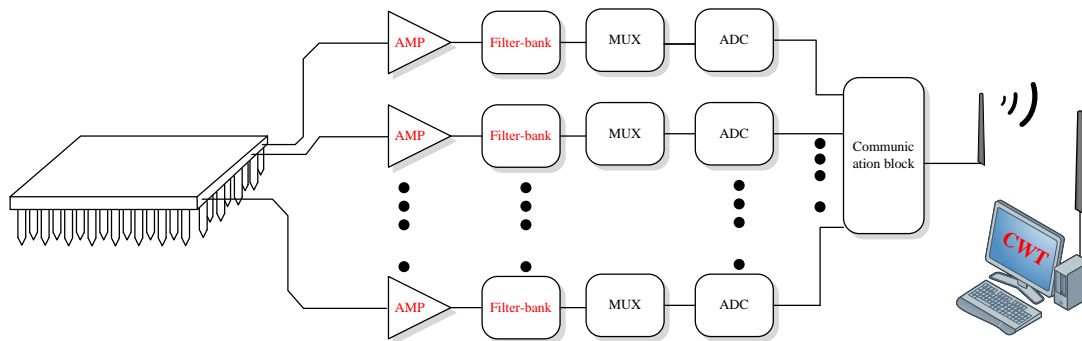 AMP
Filter-bank
MUX
ADC
AMP
Filter-bank
MUX
ADC
Communic
ation block
CWT
AMP
Filter-bank
MUX
ADC